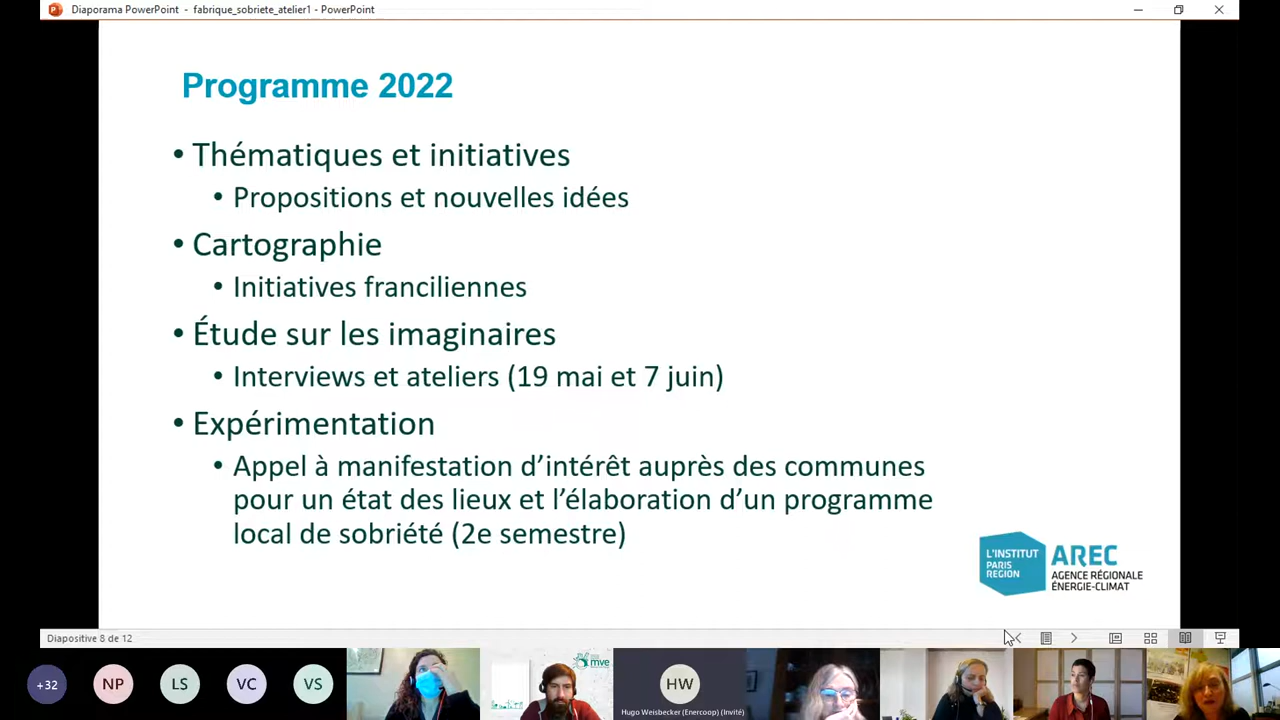 Diaporama PowerPoint - fabrique_sobriete_atelier1 - PowerPoint
Programme 2022
• Thématiques et initiatives
• Propositions et nouvelles idées
• Cartographie
• Initiatives franciliennes
• Étude sur les imaginaires
• Interviews et ateliers (19 mai et 7 juin)
• Expérimentation
• Appel à manifestation d’intérêt auprès des communes
pour un état des lieux et l’élaboration d’un programme
local de sobriété (2e semestre)
L'INSTITUT
PARIS
REGION
AREC
AGENCE RÉGIONALE
ÉNERGIE-CLIMAT
Diapositive 8 de 12
+32
NP
LS
VC
VS
mve
HW
Hugo Weisbecker (Enercoop) (Invité)